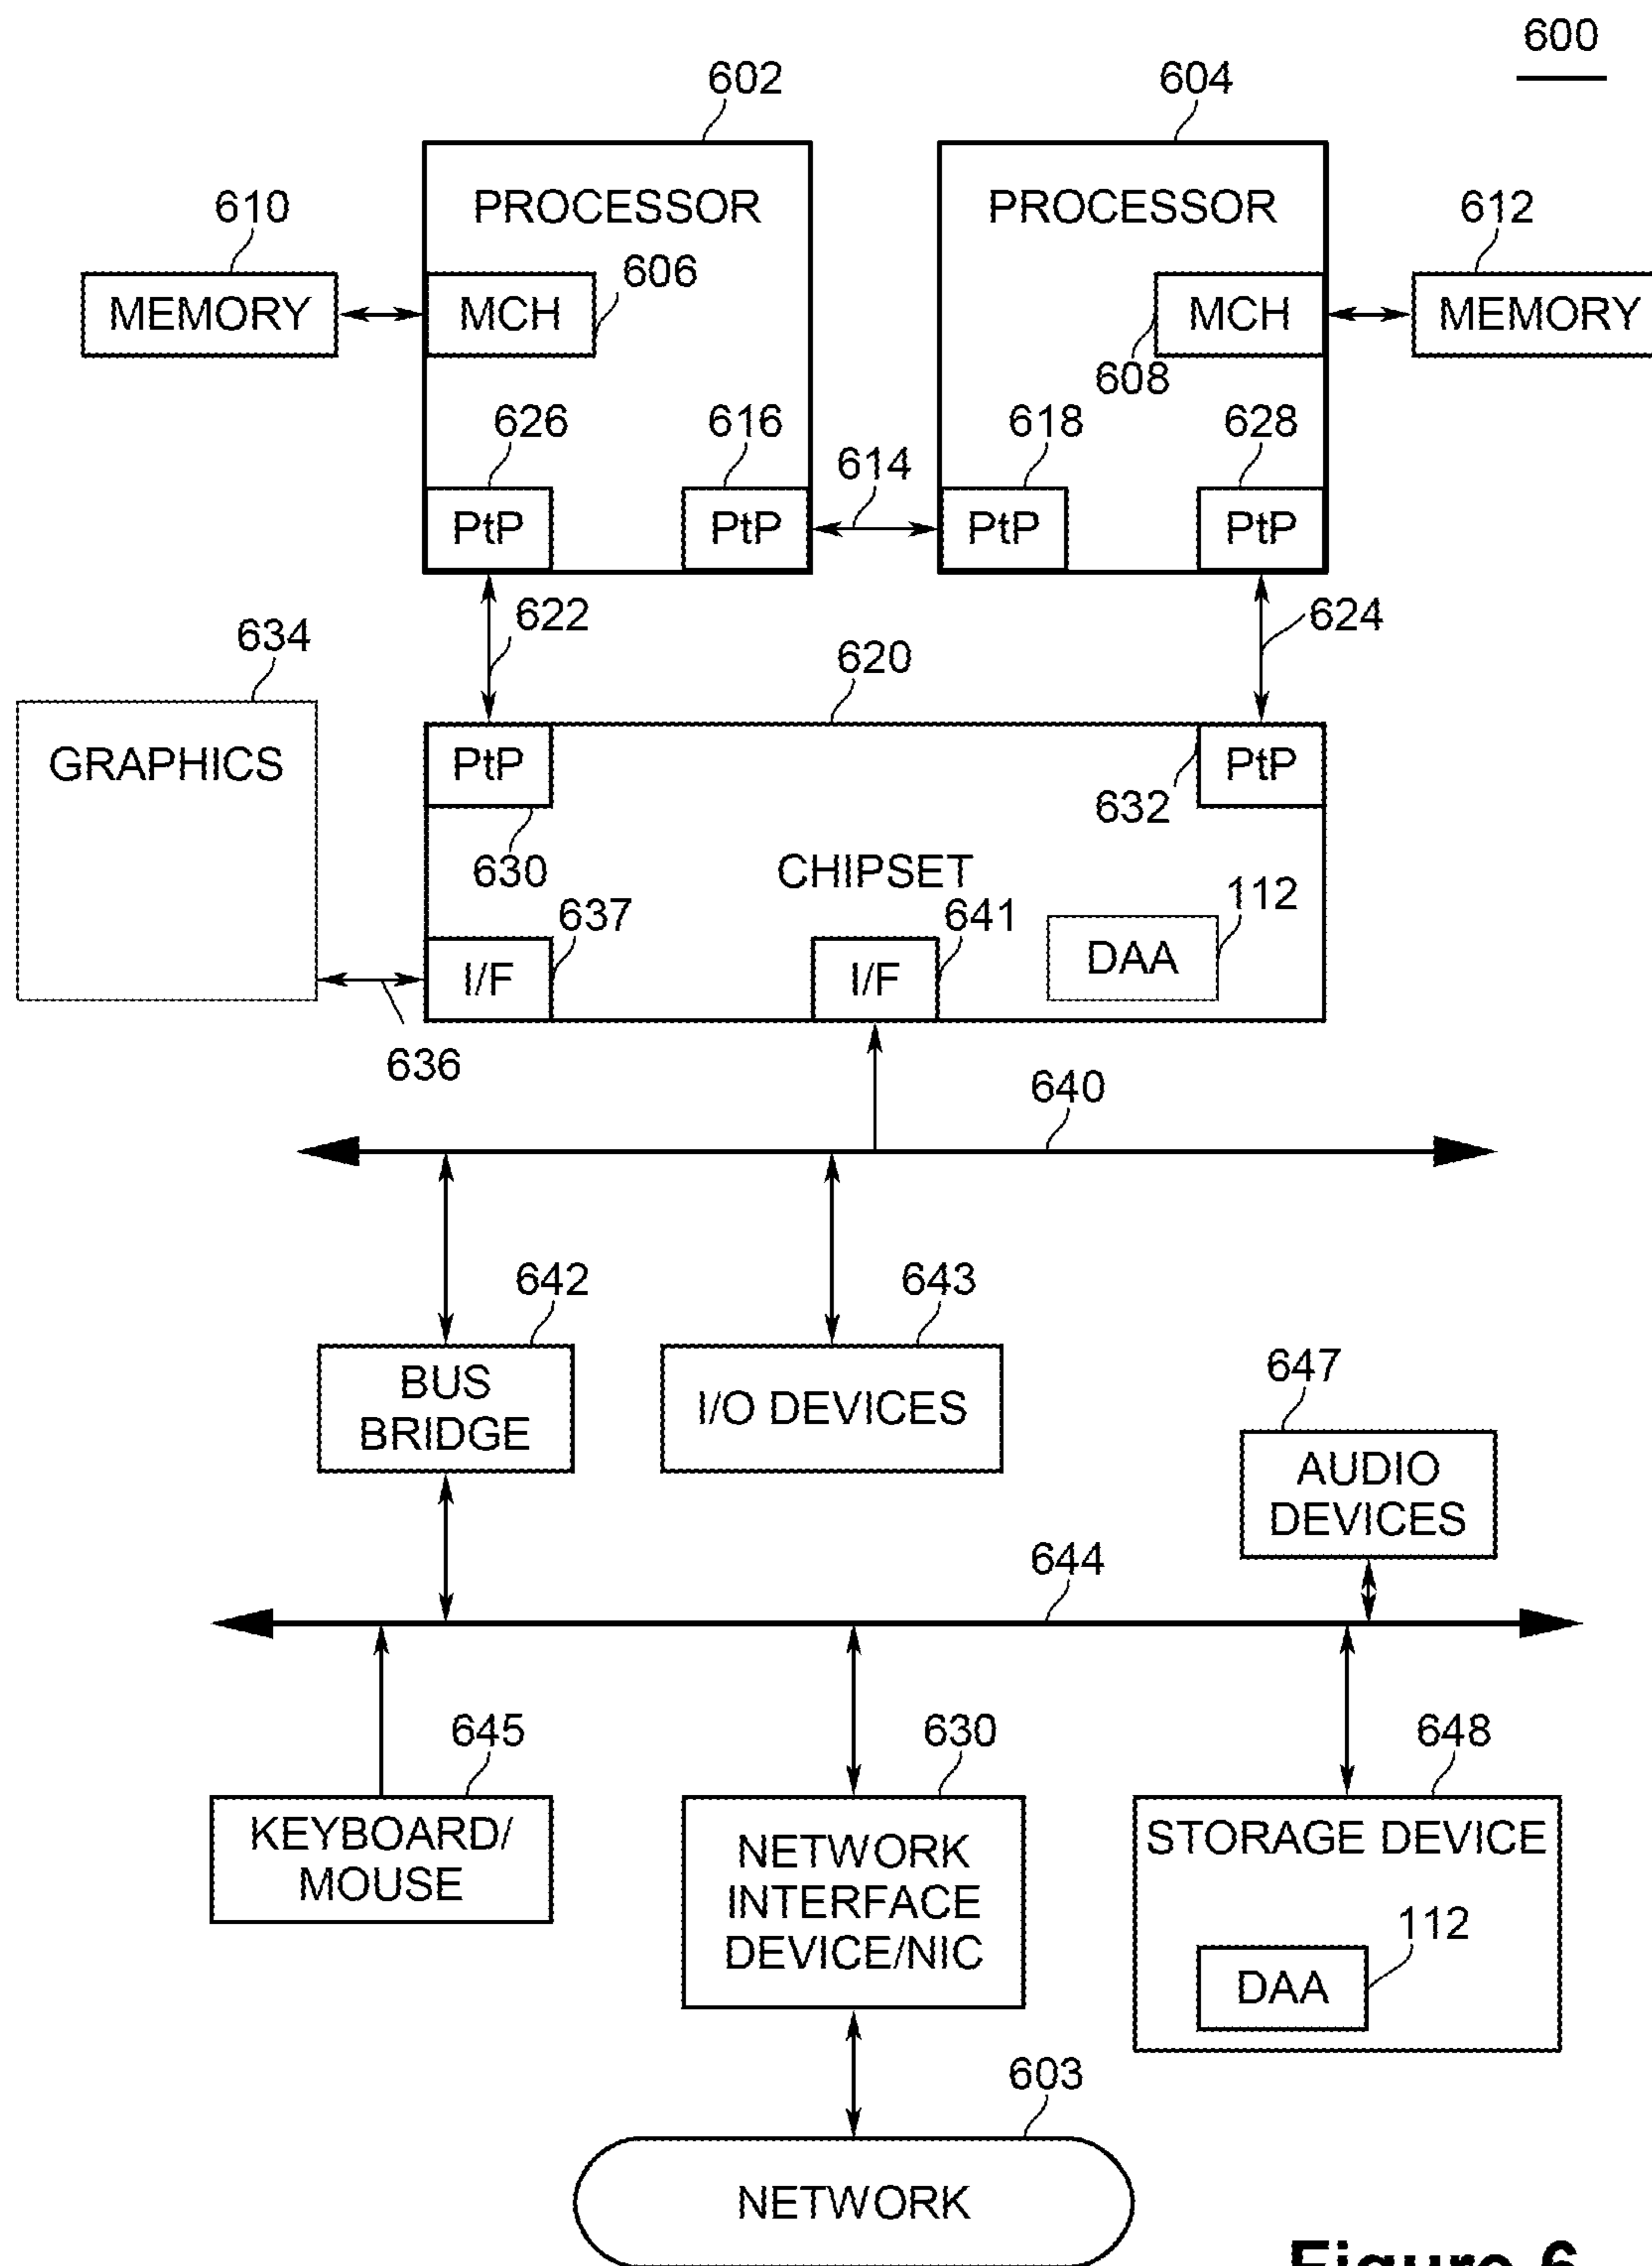 600
602
604
PROCESSOR
PROCESSOR
610
612
606
MEMORY
MCH
MCH
MEMORY
608
626
616
618
628
614
PtP
PtP
PtP
PtP
622
624
634
620
GRAPHICS
PtP
PtP
632
630
CHIPSET
637
641
112
I/F
I/F
DAA
636
640
642
643
647
BUS
BRIDGE
I/O DEVICES
AUDIO
DEVICES
644
645
630
648
KEYBOARD/
MOUSE
NETWORK
INTERFACE
DEVICE/NIC
STORAGE DEVICE
112
DAA
603
NETWORK
Figure 6